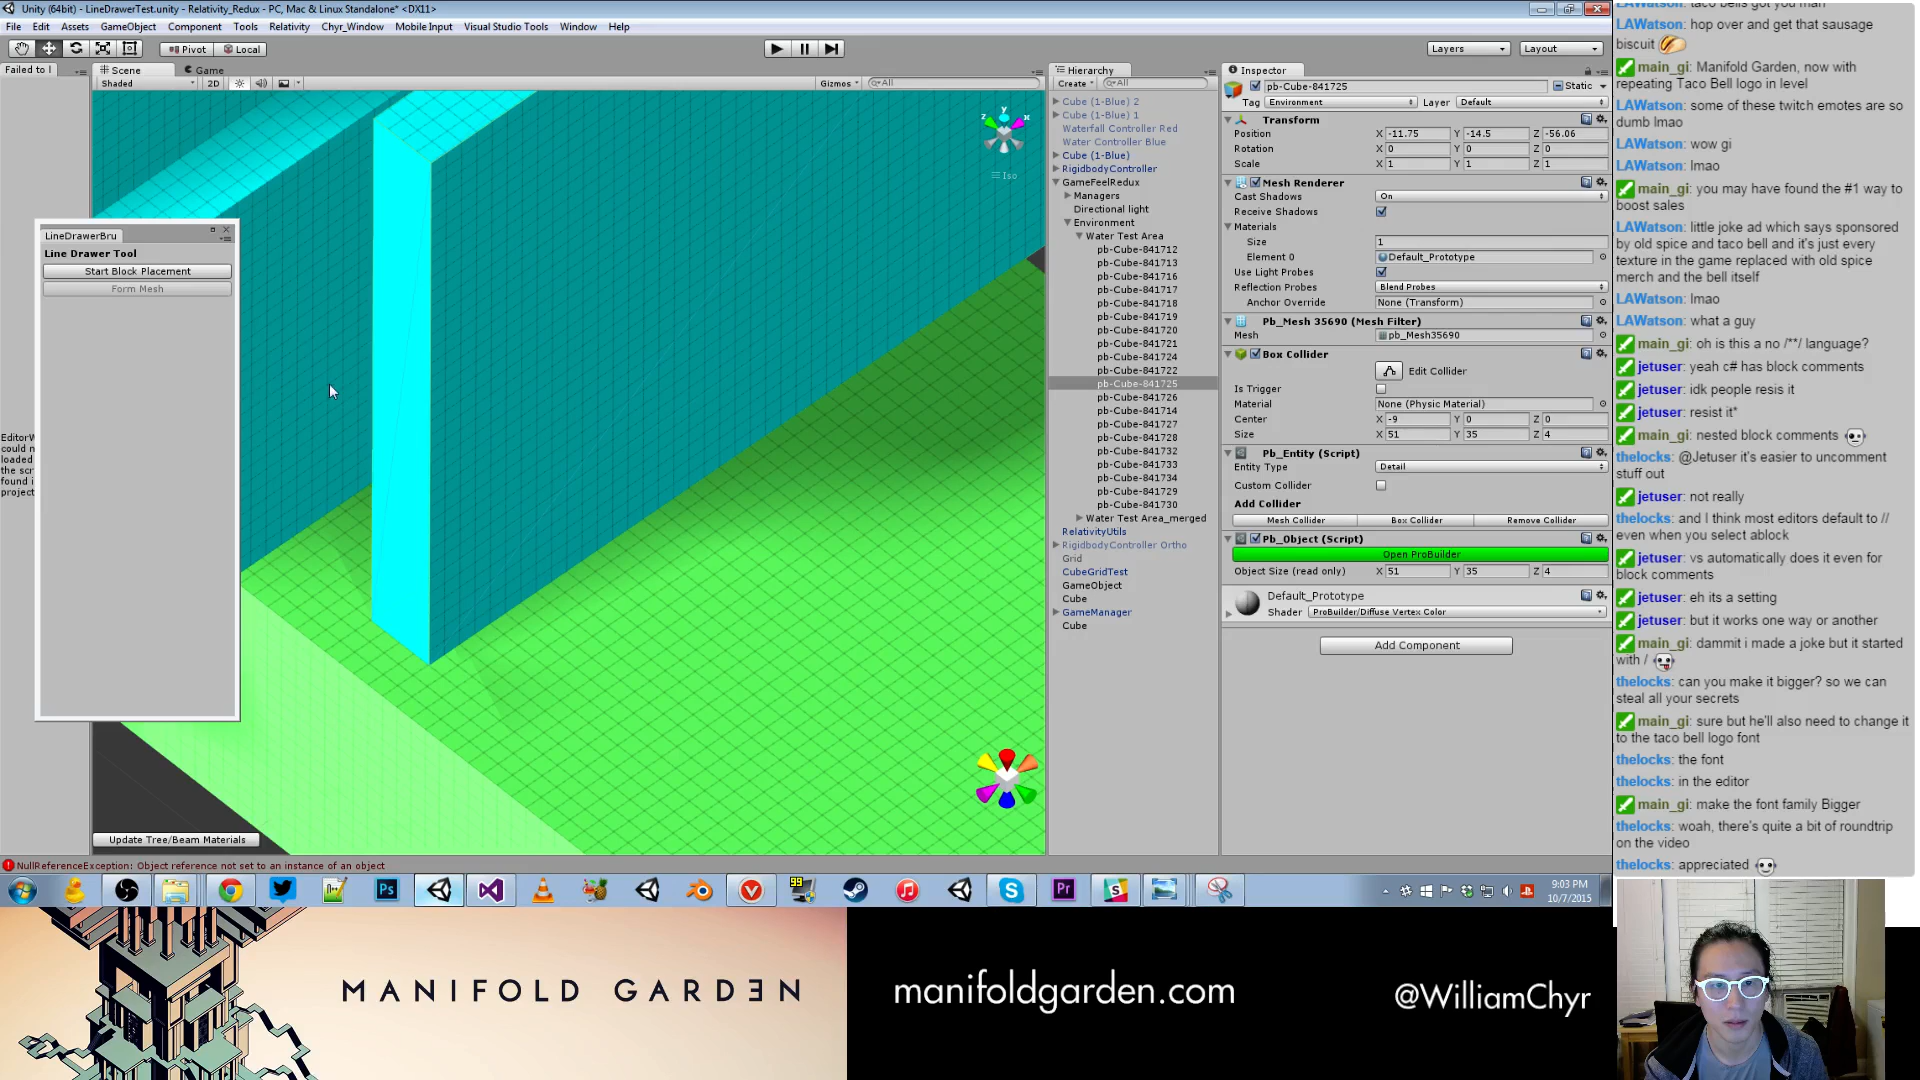 Unity (64bit) - LineDrawerTest.unity - Relativity_Redux - PC, Mac & Linux Standalone* <DX11>
File Edit Assets GameObject Component Tools Relativity Chyr_Window Mobile Input Visual Studio Tools Window Help
Pivot Local Layers Layout
Failed to l
Scene Game
Shaded 2D Gizmos All
y z x
Iso
LineDrawerBru
Line Drawer Tool
Start Block Placement
Form Mesh
EditorW
could n
loaded
the scr
found i
project
Update Tree/Beam Materials
NullReferenceException: Object reference not set to an instance of an object
Hierarchy
Create All
Cube (1-Blue) 2
Cube (1-Blue) 1
Waterfall Controller Red
Water Controller Blue
Cube (1-Blue)
RigidbodyController
GameFeelRedux
Managers
Directional light
Environment
Water Test Area
pb-Cube-841712
pb-Cube-841713
pb-Cube-841716
pb-Cube-841717
pb-Cube-841718
pb-Cube-841719
pb-Cube-841720
pb-Cube-841721
pb-Cube-841724
pb-Cube-841722
pb-Cube-841725
pb-Cube-841726
pb-Cube-841714
pb-Cube-841727
pb-Cube-841728
pb-Cube-841732
pb-Cube-841733
pb-Cube-841734
pb-Cube-841729
pb-Cube-841730
Water Test Area_merged
RelativityUtils
RigidbodyController Ortho
Grid
CubeGridTest
GameObject
Cube
GameManager
Cube
Inspector
pb-Cube-841725 Static
Tag Environment Layer Default
Transform
Position X -11.75 Y -14.5 Z -56.06
Rotation X 0 Y 0 Z 0
Scale X 1 Y 1 Z 1
Mesh Renderer
Cast Shadows On
Receive Shadows
Materials
Size 1
Element 0 Default_Prototype
Use Light Probes
Reflection Probes Blend Probes
Anchor Override None (Transform)
Pb_Mesh 35690 (Mesh Filter)
Mesh pb_Mesh35690
Box Collider
Edit Collider
Is Trigger
Material None (Physic Material)
Center X -9 Y 0 Z 0
Size X 51 Y 35 Z 4
Pb_Entity (Script)
Entity Type Detail
Custom Collider
Add Collider
Mesh Collider Box Collider Remove Collider
Pb_Object (Script)
Open ProBuilder
Object Size (read only) X 51 Y 35 Z 4
Default_Prototype
Shader ProBuilder/Diffuse Vertex Color
Add Component
taco bells got you man
LAWatson: hop over and get that sausage
biscuit
main_gi: Manifold Garden, now with
repeating Taco Bell logo in level
LAWatson: some of these twitch emotes are so
dumb lmao
LAWatson: wow gi
LAWatson: lmao
main_gi: you may have found the #1 way to
boost sales
LAWatson: little joke ad which says sponsored
by old spice and taco bell and it's just every
texture in the game replaced with old spice
merch and the bell itself
LAWatson: lmao
LAWatson: what a guy
main_gi: oh is this a no /**/ language?
jetuser: yeah c# has block comments
jetuser: idk people resis it
jetuser: resist it*
main_gi: nested block comments
thelocks: @Jetuser it's easier to uncomment
stuff out
jetuser: not really
thelocks: and I think most editors default to //
even when you select ablock
jetuser: vs automatically does it even for
block comments
jetuser: eh its a setting
jetuser: but it works one way or another
main_gi: dammit i made a joke but it started
with /
thelocks: can you make it bigger? so we can
steal all your secrets
main_gi: sure but he'll also need to change it
to the taco bell logo font
thelocks: the font
thelocks: in the editor
main_gi: make the font family Bigger
thelocks: woah, there's quite a bit of roundtrip
on the video
thelocks: appreciated
99
9:03 PM
10/7/2015
MANIFOLD GARDEN
manifoldgarden.com
@WilliamChyr